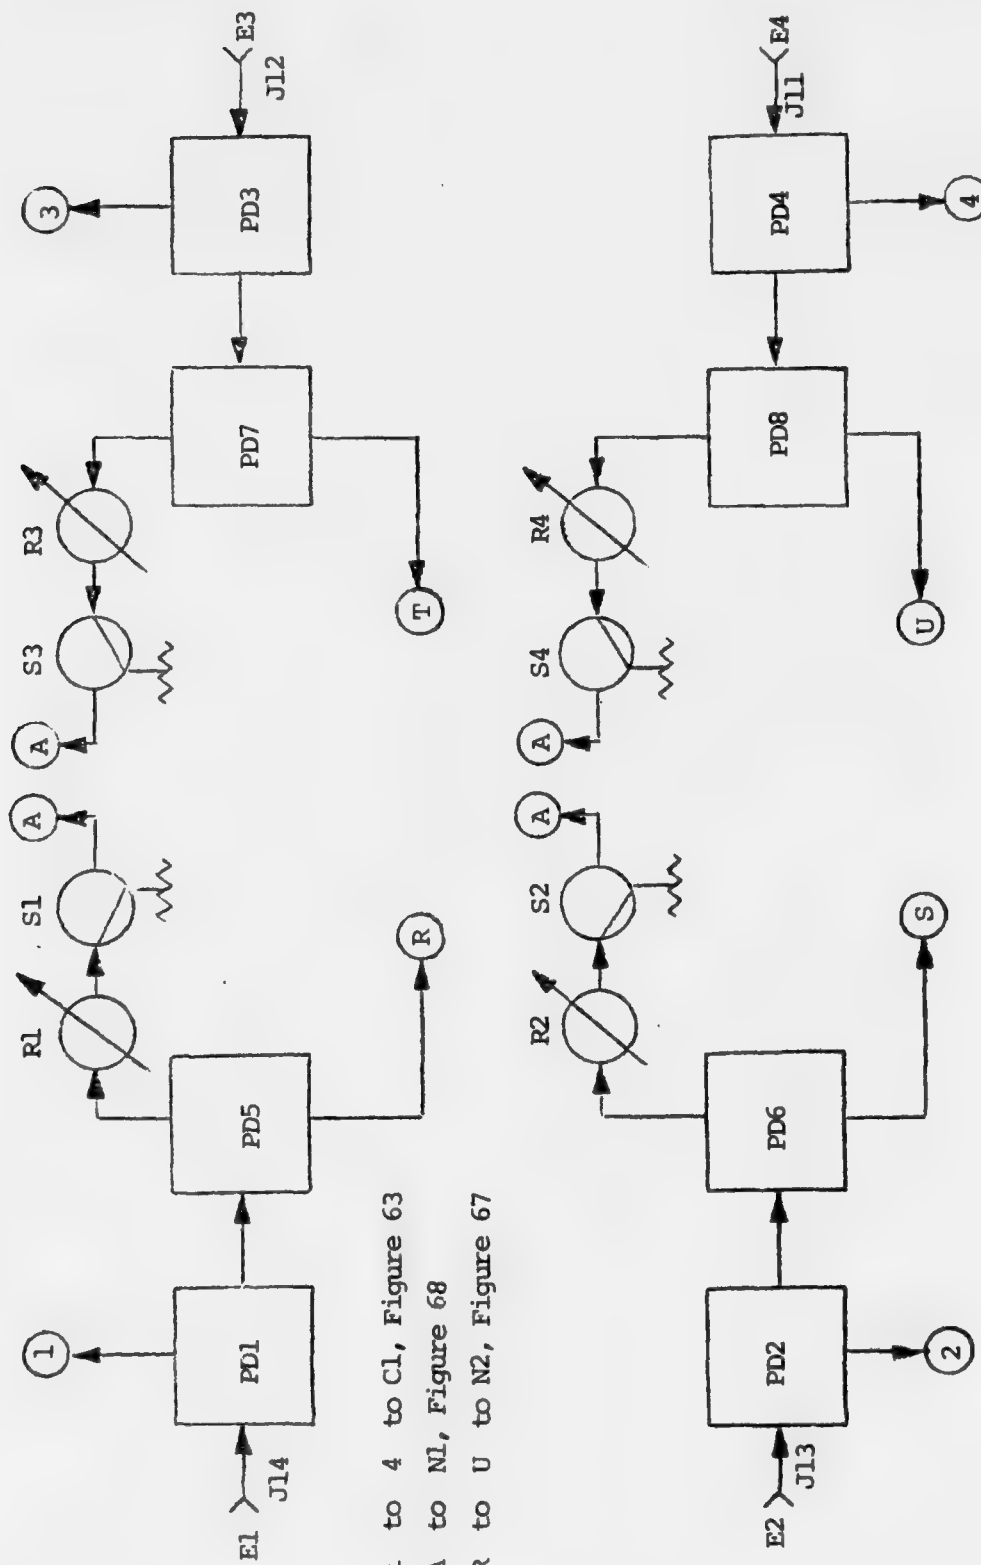 1 A A 3
R1 S1 S3 R3
E1 PD1 PD5 PD7 PD3 E3
J14 J12
R T
to 4 to C1, Figure 63
A to N1, Figure 68
R to U to N2, Figure 67
A A
R2 S2 S4 R4
E2 PD2 PD6 PD8 PD4 E4
J13 J11
2 S U 4